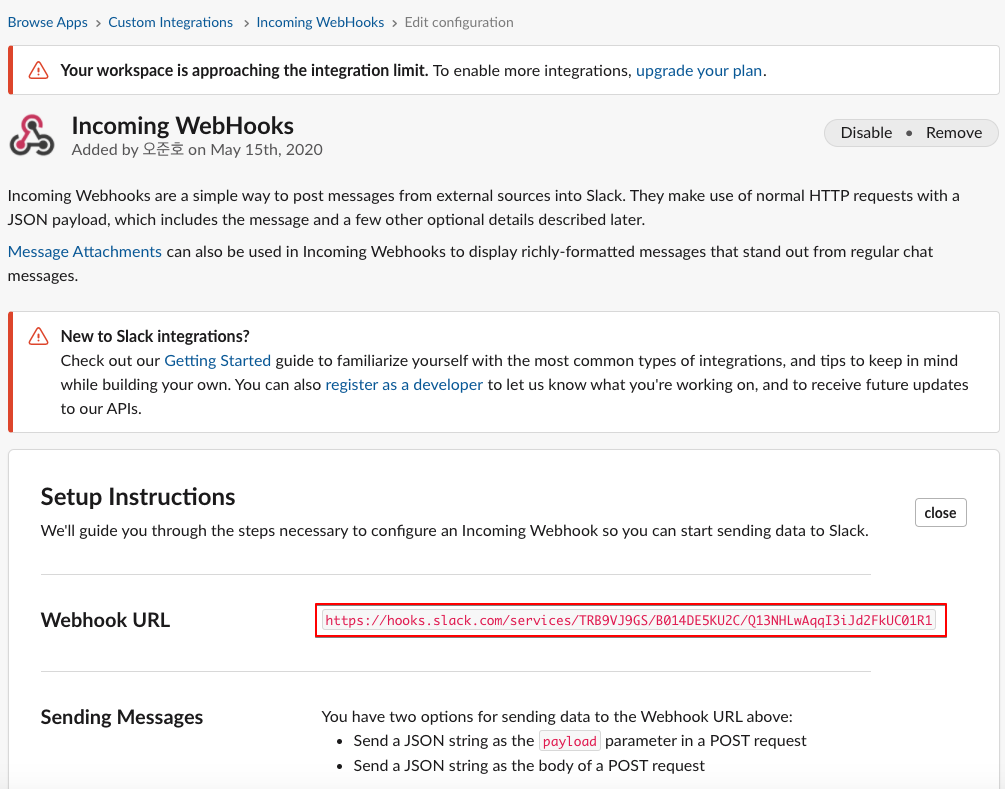 Browse Apps › Custom Integrations › Incoming WebHooks › Edit configuration
Your workspace is approaching the integration limit. To enable more integrations, upgrade your plan.
Incoming WebHooks
Added by 오준호 on May 15th, 2020
Disable • Remove
Incoming Webhooks are a simple way to post messages from external sources into Slack. They make use of normal HTTP requests with a
JSON payload, which includes the message and a few other optional details described later.
Message Attachments can also be used in Incoming Webhooks to display richly-formatted messages that stand out from regular chat
messages.
New to Slack integrations?
Check out our Getting Started guide to familiarize yourself with the most common types of integrations, and tips to keep in mind
while building your own. You can also register as a developer to let us know what you're working on, and to receive future updates
to our APIs.
Setup Instructions
close
We'll guide you through the steps necessary to configure an Incoming Webhook so you can start sending data to Slack.
Webhook URL
https://hooks.slack.com/services/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
Sending Messages
You have two options for sending data to the Webhook URL above:
• Send a JSON string as the payload parameter in a POST request
• Send a JSON string as the body of a POST request